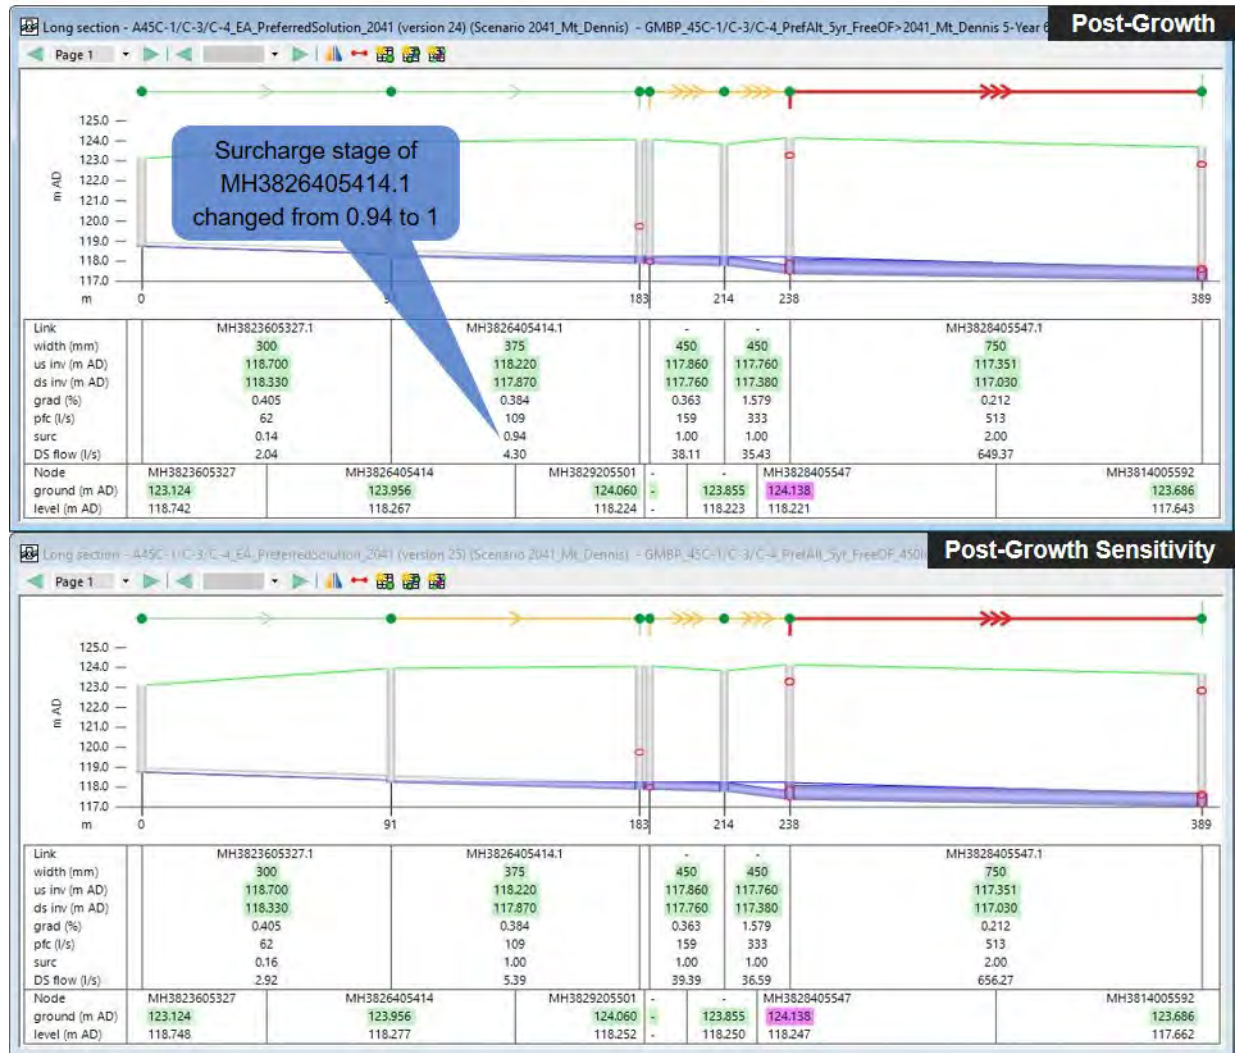 Long section - A45C-1/C-3/C-4_EA_PreferredSolution_2041 (version 24) (Scenario 2041_Mt_Dennis) - GMBP_45C-1/C-3/C-4_PrefAlt_5yr_FreeOF>2041_Mt_Dennis 5-Year 6
Post-Growth
Page 1
125.0
124.0
123.0
122.0
121.0
120.0
119.0
118.0
117.0
m AD
Surcharge stage of
MH3826405414.1
changed from 0.94 to 1
m 0 9 183 214 238 389
Link MH3823605327.1 MH3826405414.1 - - MH3828405547.1
width (mm) 300 375 450 450 750
us inv (m AD) 118.700 118.220 117.860 117.760 117.351
ds inv (m AD) 118.330 117.870 117.760 117.380 117.030
grad (%) 0.405 0.384 0.363 1.579 0.212
pfc (l/s) 62 109 159 333 513
surc 0.14 0.94 1.00 1.00 2.00
DS flow (l/s) 2.04 4.30 38.11 35.43 649.37
Node MH3823605327 MH3826405414 MH3829205501 - - MH3828405547 MH3814005592
ground (m AD) 123.124 123.956 124.060 - 123.855 124.138 123.686
level (m AD) 118.742 118.267 118.224 - 118.223 118.221 117.643
Long section - A45C-1/C-3/C-4_EA_PreferredSolution_2041 (version 25) (Scenario 2041_Mt_Dennis) - GMBP_45C-1/C-3/C-4_PrefAlt_5yr_FreeOF_450l
Post-Growth Sensitivity
Page 1
125.0
124.0
123.0
122.0
121.0
120.0
119.0
118.0
117.0
m AD
m 0 91 183 214 238 389
Link MH3823605327.1 MH3826405414.1 - - MH3828405547.1
width (mm) 300 375 450 450 750
us inv (m AD) 118.700 118.220 117.860 117.760 117.351
ds inv (m AD) 118.330 117.870 117.760 117.380 117.030
grad (%) 0.405 0.384 0.363 1.579 0.212
pfc (l/s) 62 109 159 333 513
surc 0.16 1.00 1.00 1.00 2.00
DS flow (l/s) 2.92 5.39 39.39 36.59 656.27
Node MH3823605327 MH3826405414 MH3829205501 - - MH3828405547 MH3814005592
ground (m AD) 123.124 123.956 124.060 - 123.855 124.138 123.686
level (m AD) 118.748 118.277 118.252 - 118.250 118.247 117.662